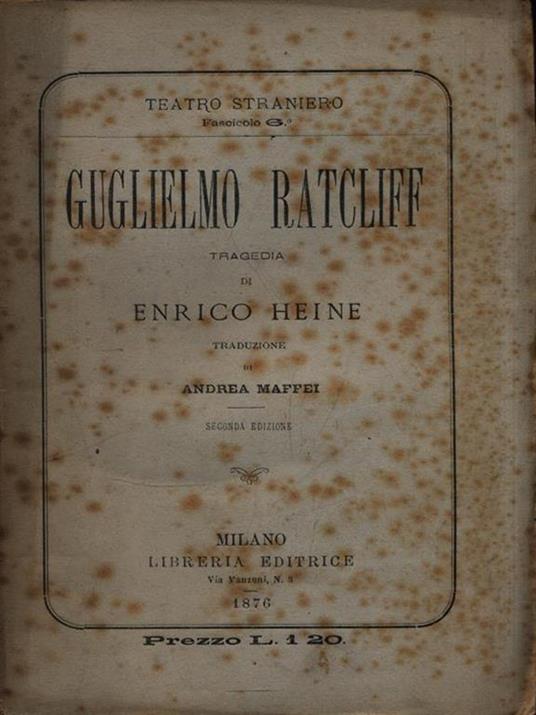 TEATRO STRANIERO
Fascicolo 6.º
GUGLIELMO RATCLIFF
TRAGEDIA
DI
ENRICO HEINE
TRADUZIONE
DI
ANDREA MAFFEI
SECONDA EDIZIONE
MILANO
LIBRERIA EDITRICE
Via Manzoni, N. 3
1876
Prezzo L. 1 20.